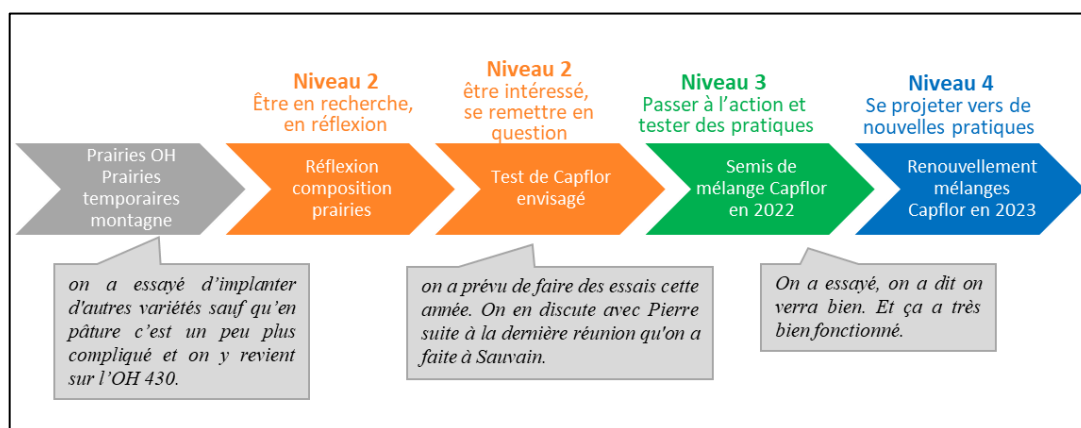 Niveau 2
Être en recherche,
en réflexion
Niveau 2
être intéressé,
se remettre en
question
Niveau 3
Passer à l'action et
tester des pratiques
Niveau 4
Se projeter vers de
nouvelles pratiques
Prairies OH
Prairies
temporaires
montagne
Réflexion
composition
prairies
Test de Capflor
envisagé
Semis de
mélange Capflor
en 2022
Renouvellement
mélanges
Capflor en 2023
on a essayé d'implanter
d'autres variétés sauf qu'en
pâture c'est un peu plus
compliqué et on y revient
sur l'OH 430.
on a prévu de faire des essais cette
année. On en discute avec Pierre
suite à la dernière réunion qu'on a
faite à Sauvain.
On a essayé, on a dit on
verra bien. Et ça a très
bien fonctionné.